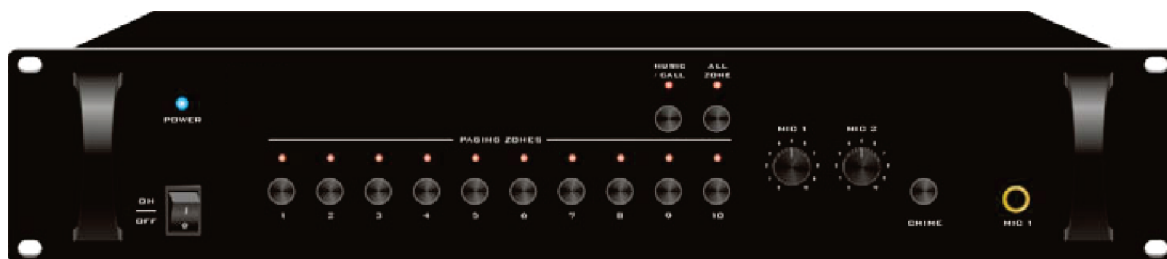 MUSIC
/ CALL
ALL
ZONE
POWER
PAGING ZONES
MIC 1
MIC 2
ON
OFF
1 2 3 4 5 6 7 8 9 10
CHIME
MIC 1